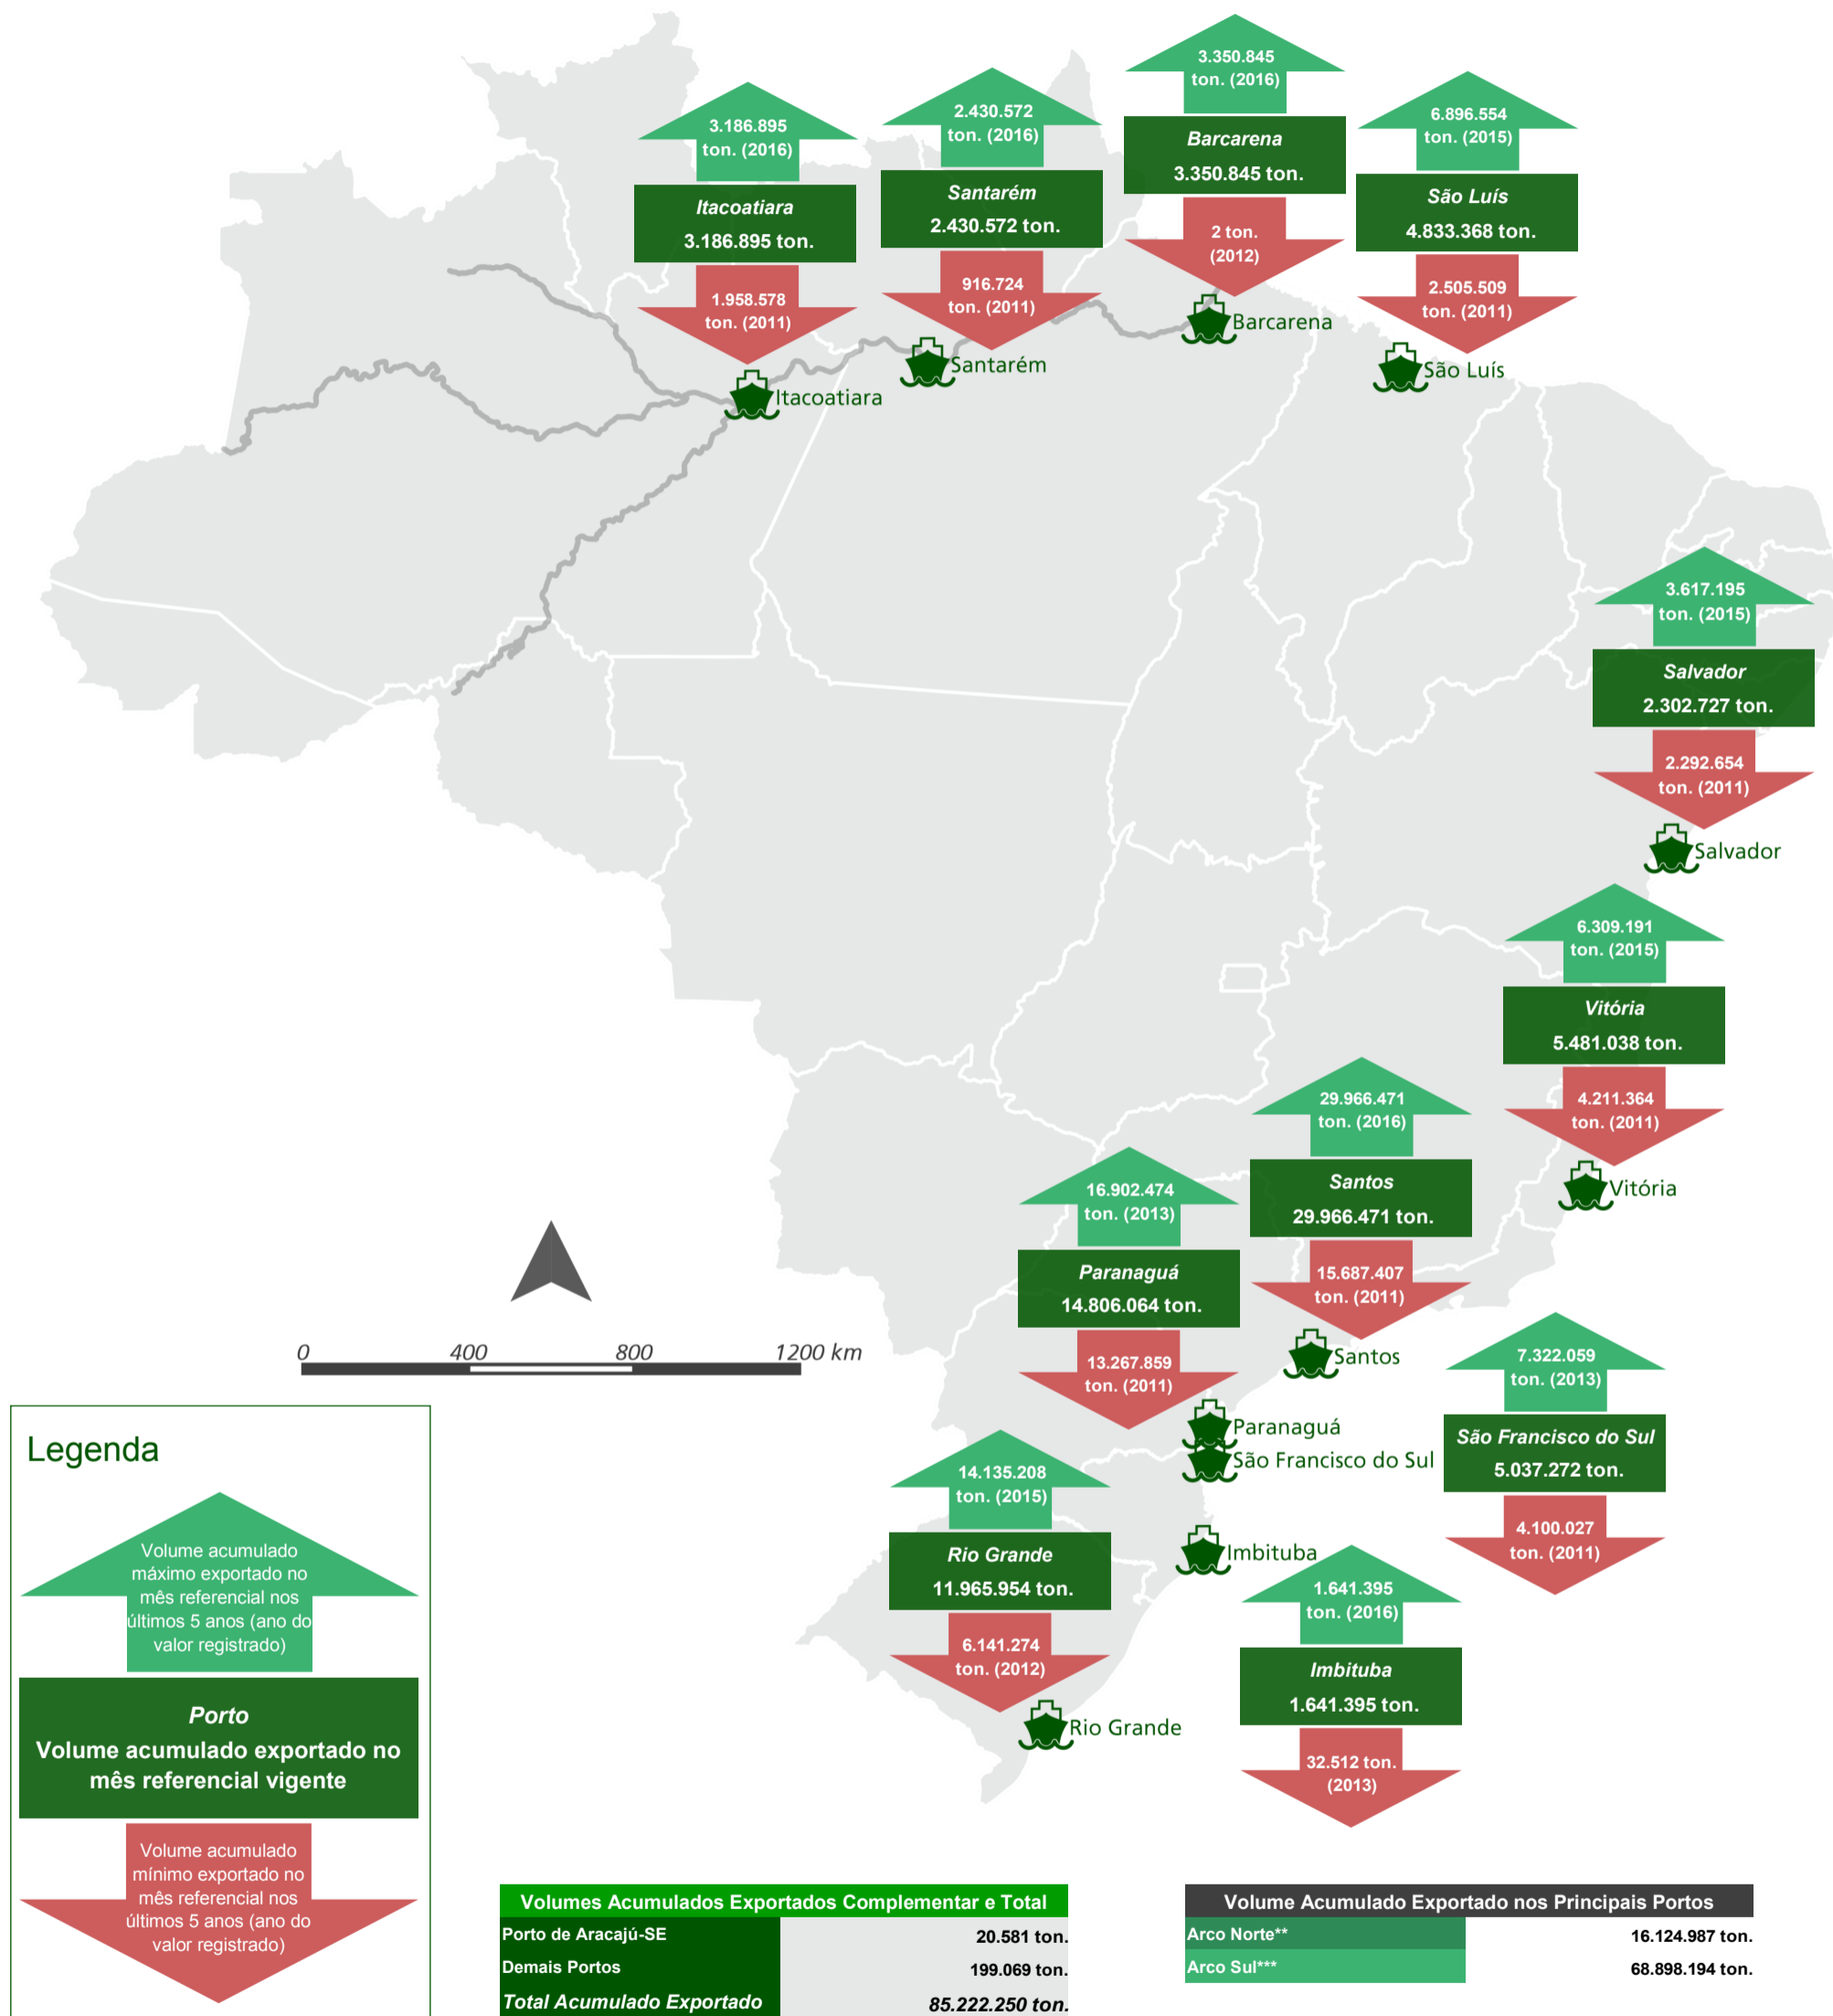 3.350.845
ton. (2016)
Barcarena
3.350.845 ton.
2 ton.
(2012)
2.430.572
ton. (2016)
Santarém
2.430.572 ton.
916.724
ton. (2011)
6.896.554
ton. (2015)
São Luís
4.833.368 ton.
2.505.509
ton. (2011)
3.186.895
ton. (2016)
Itacoatiara
3.186.895 ton.
1.958.578
ton. (2011)
Barcarena
Santarém
São Luís
Itacoatiara
3.617.195
ton. (2015)
Salvador
2.302.727 ton.
2.292.654
ton. (2011)
Salvador
6.309.191
ton. (2015)
Vitória
5.481.038 ton.
4.211.364
ton. (2011)
Vitória
29.966.471
ton. (2016)
Santos
29.966.471 ton.
15.687.407
ton. (2011)
Santos
16.902.474
ton. (2013)
Paranaguá
14.806.064 ton.
13.267.859
ton. (2011)
Paranaguá
São Francisco do Sul
7.322.059
ton. (2013)
São Francisco do Sul
5.037.272 ton.
4.100.027
ton. (2011)
0 400 800 1200 km
14.135.208
ton. (2015)
Rio Grande
11.965.954 ton.
6.141.274
ton. (2012)
Rio Grande
Imbituba
1.641.395
ton. (2016)
Imbituba
1.641.395 ton.
32.512 ton.
(2013)
Legenda
Volume acumulado
máximo exportado no
mês referencial nos
últimos 5 anos (ano do
valor registrado)
Porto
Volume acumulado exportado no
mês referencial vigente
Volume acumulado
mínimo exportado no
mês referencial nos
últimos 5 anos (ano do
valor registrado)
Volumes Acumulados Exportados Complementar e Total
Porto de Aracajú-SE 20.581 ton.
Demais Portos 199.069 ton.
Total Acumulado Exportado 85.222.250 ton.
Volume Acumulado Exportado nos Principais Portos
Arco Norte** 16.124.987 ton.
Arco Sul*** 68.898.194 ton.